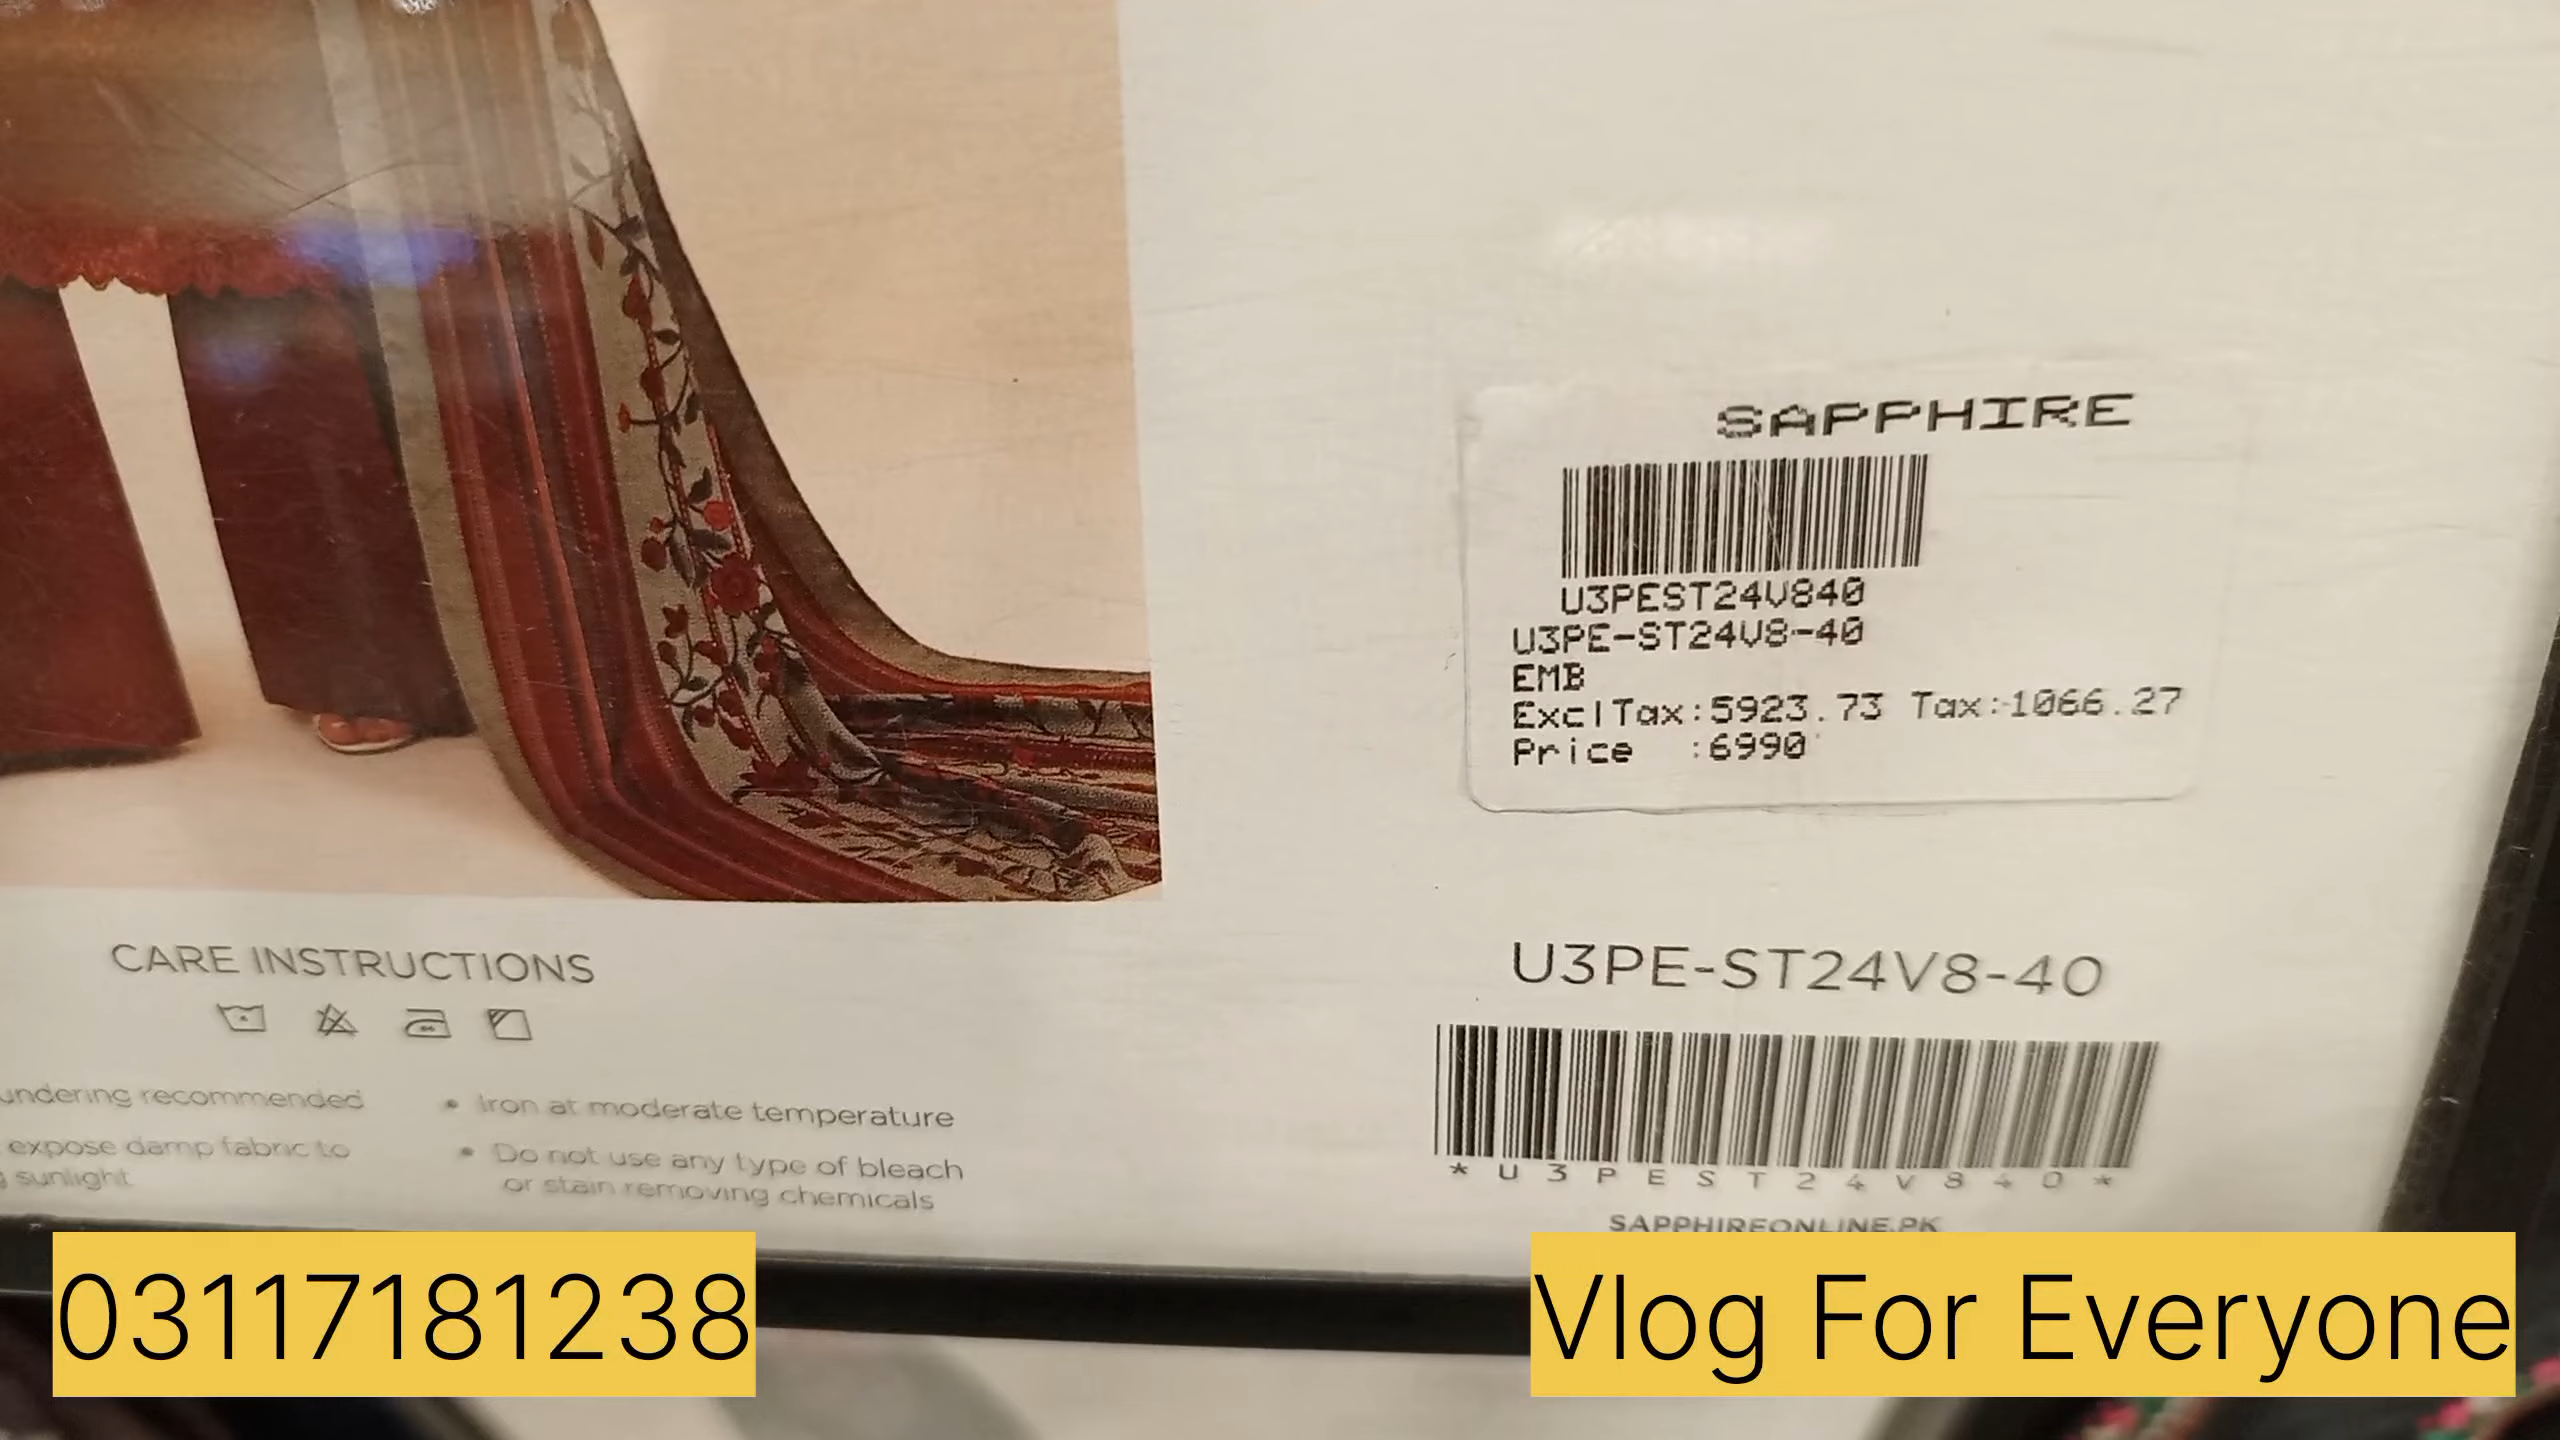 SAPPHIRE
U3PEST24V840
U3PE-ST24V8-40
EMB
ExclTax:5923.73 Tax:1066.27
Price :6990
U3PE-ST24V8-40
*U3PEST24V840*
SAPPHIREONLINE.PK
CARE INSTRUCTIONS
recommended
expose damp fabric to
sunlight
• Iron at moderate temperature
• Do not use any type of bleach
or stain removing chemicals
03117181238
Vlog For Everyone